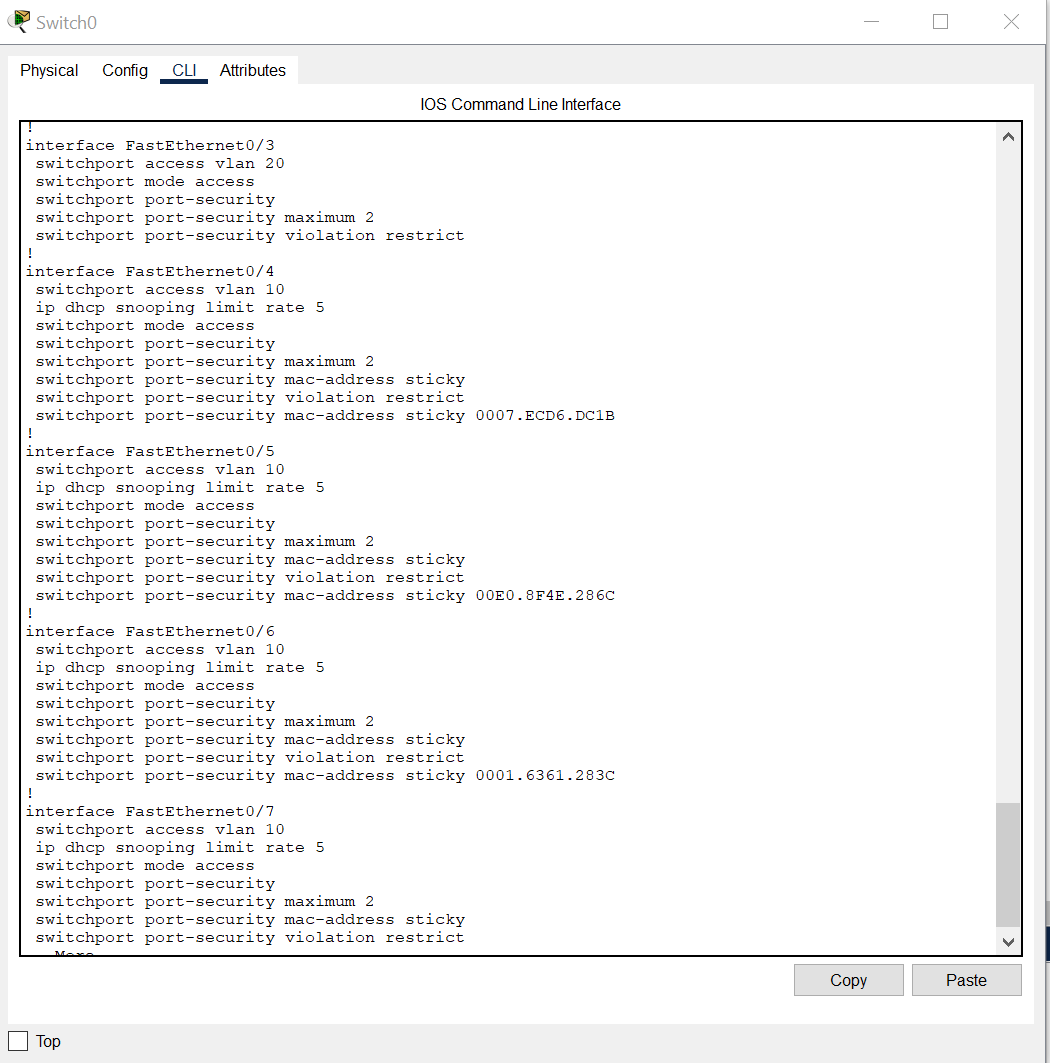 Switch0
Physical Config CLI Attributes
IOS Command Line Interface
!
interface FastEthernet0/3
 switchport access vlan 20
 switchport mode access
 switchport port-security
 switchport port-security maximum 2
 switchport port-security violation restrict
!
interface FastEthernet0/4
 switchport access vlan 10
 ip dhcp snooping limit rate 5
 switchport mode access
 switchport port-security
 switchport port-security maximum 2
 switchport port-security mac-address sticky
 switchport port-security violation restrict
 switchport port-security mac-address sticky 0007.ECD6.DC1B
!
interface FastEthernet0/5
 switchport access vlan 10
 ip dhcp snooping limit rate 5
 switchport mode access
 switchport port-security
 switchport port-security maximum 2
 switchport port-security mac-address sticky
 switchport port-security violation restrict
 switchport port-security mac-address sticky 00E0.8F4E.286C
!
interface FastEthernet0/6
 switchport access vlan 10
 ip dhcp snooping limit rate 5
 switchport mode access
 switchport port-security
 switchport port-security maximum 2
 switchport port-security mac-address sticky
 switchport port-security violation restrict
 switchport port-security mac-address sticky 0001.6361.283C
!
interface FastEthernet0/7
 switchport access vlan 10
 ip dhcp snooping limit rate 5
 switchport mode access
 switchport port-security
 switchport port-security maximum 2
 switchport port-security mac-address sticky
 switchport port-security violation restrict
Copy Paste
Top